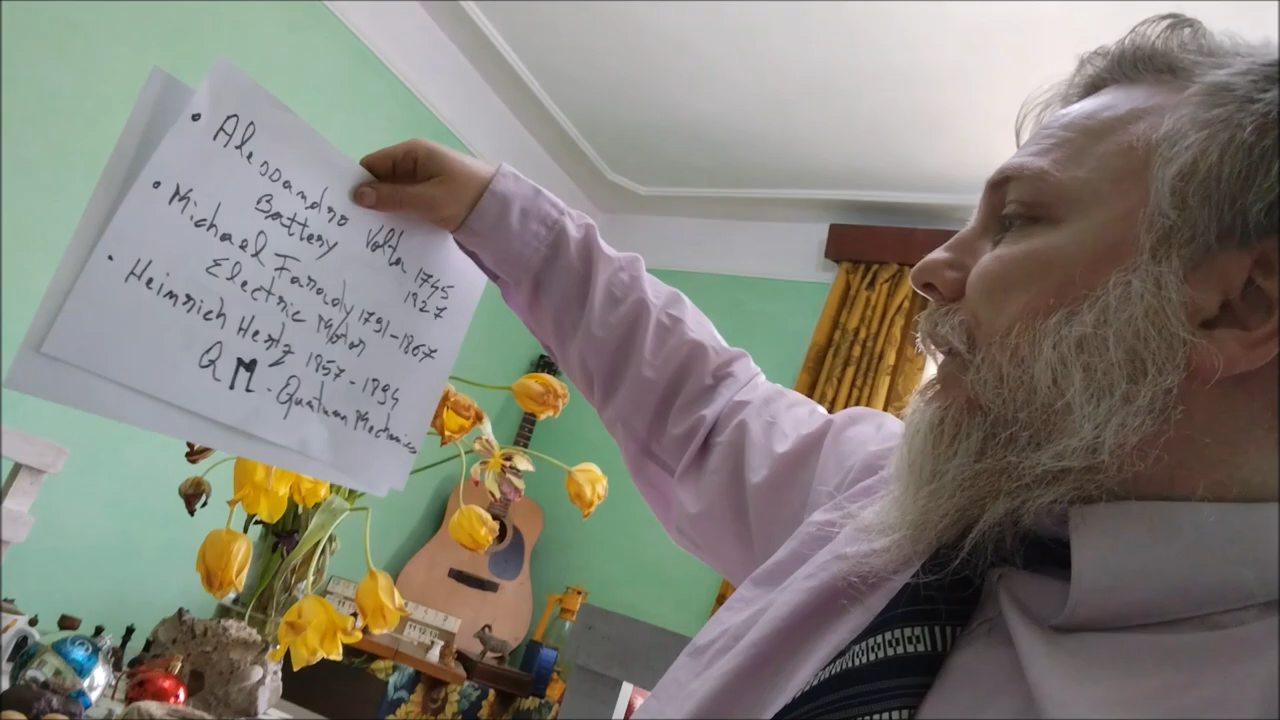 • Alessandro Volta 1745
1827
Battery
• Michael Faraday 1791-1867
Electric Motor
• Heinrich Hertz 1857-1894
QM - Quantum Mechanics